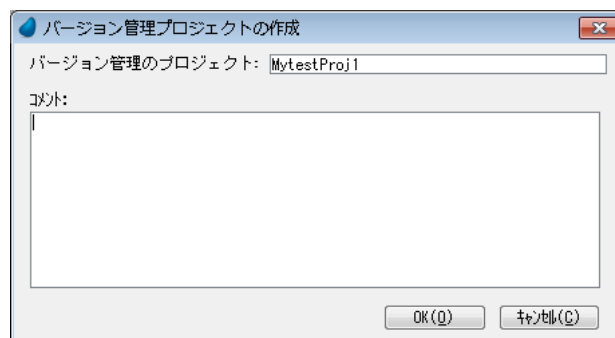 バージョン管理プロジェクトの作成
バージョン管理のプロジェクト: MytestProj1
コメント:
OK(O) キャンセル(C)